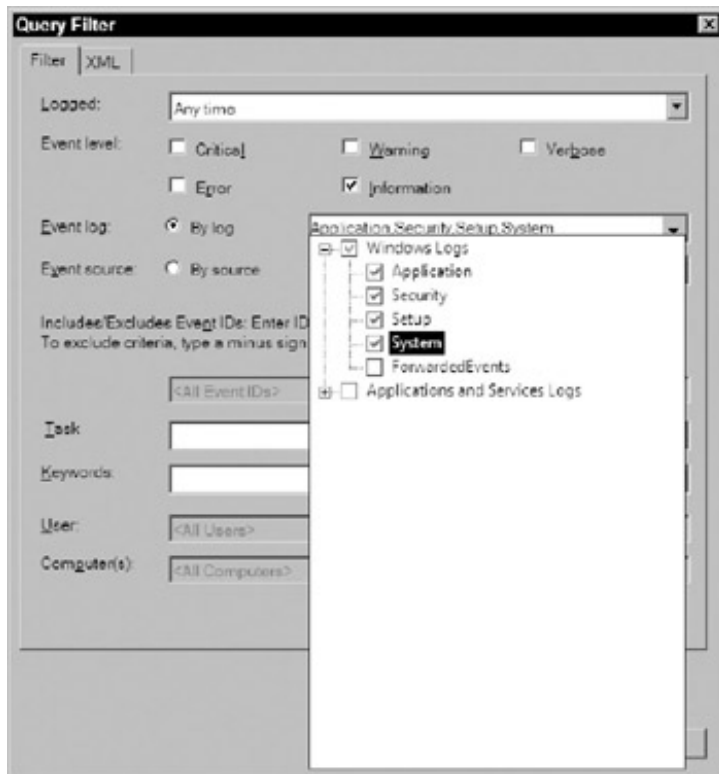 Query Filter
Filter XML
Logged: Any time
Event level: Critical Warning Verbose
Error Information
Event log: By log Application,Security,Setup,System
Windows Logs
Event source: By source
Application
Security
Setup
System
ForwardedEvents
Applications and Services Logs
Includes/Excludes Event IDs: Enter ID
To exclude criteria, type a minus sign
<All Event IDs>
Task
Keywords:
User: <All Users>
Computer(s): <All Computers>